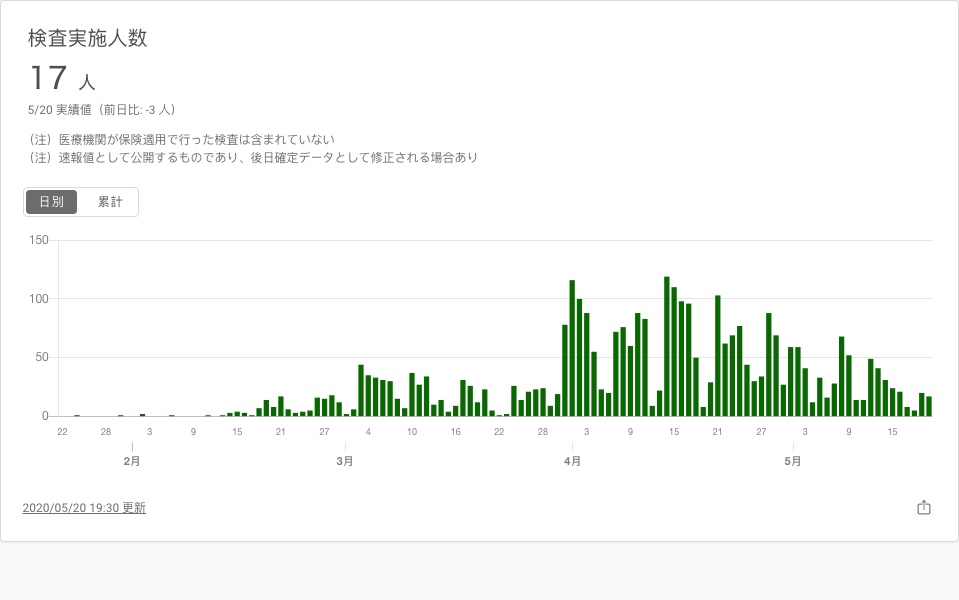 検査実施人数
17 人
5/20 実績値（前日比: -3 人）
（注）医療機関が保険適用で行った検査は含まれていない
（注）速報値として公開するものであり、後日確定データとして修正される場合あり
日別 累計
150
100
50
0
22 28 3 9 15 21 27 4 10 16 22 28 3 9 15 21 27 3 9 15
2月 3月 4月 5月
2020/05/20 19:30 更新